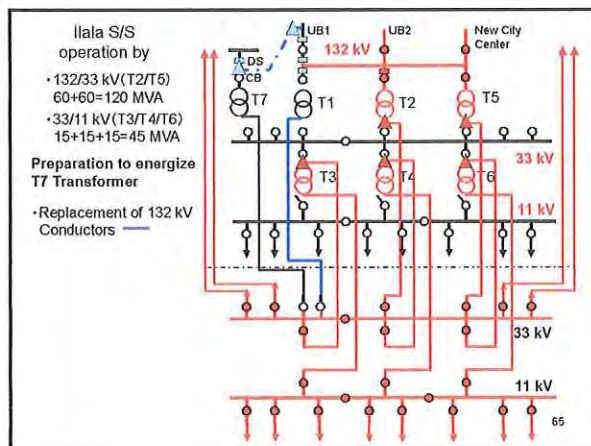 Ilala S/S
operation by
・132/33 kV(T2/T5)
60+60=120 MVA
・33/11 kV(T3/T4/T6)
15+15+15=45 MVA
Preparation to energize
T7 Transformer
・Replacement of 132 kV
Conductors
UB1
UB2
New City
Center
132 kV
DS
CB
T7
T1
T2
T5
33 kV
T3
T4
T6
11 kV
33 kV
11 kV
65